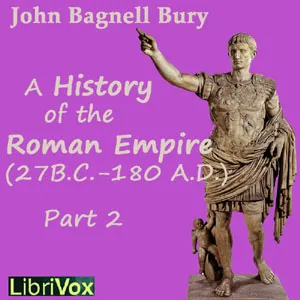 John Bagnell Bury
A History
of the
Roman Empire
(27B.C.-180 A.D.)
Part 2
LibriVox